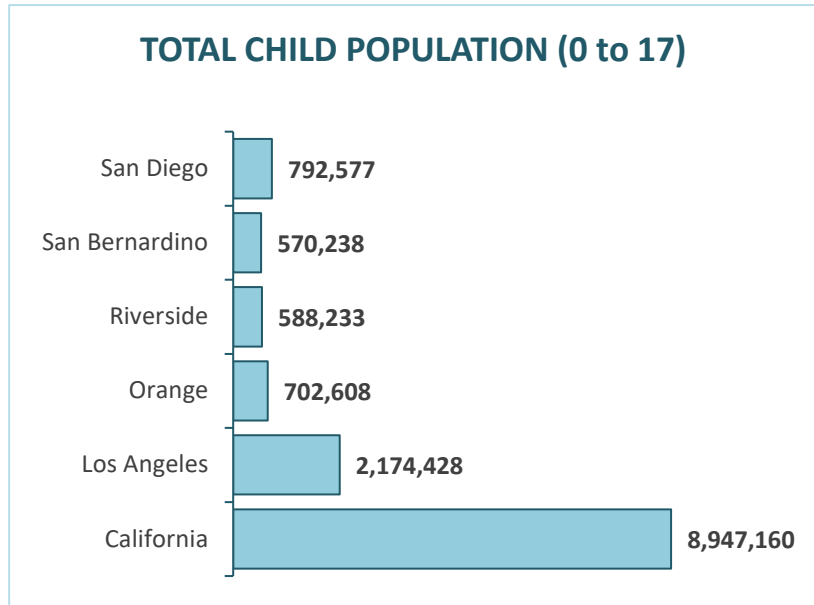 TOTAL CHILD POPULATION (0 to 17)
San Diego 792,577
San Bernardino 570,238
Riverside 588,233
Orange 702,608
Los Angeles 2,174,428
California 8,947,160